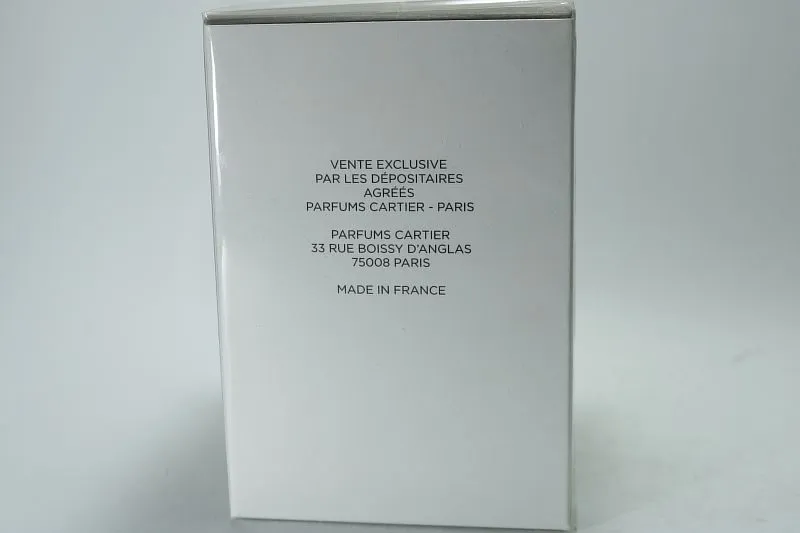 VENTE EXCLUSIVE
PAR LES DÉPOSITAIRES
AGRÉÉS
PARFUMS CARTIER - PARIS
PARFUMS CARTIER
33 RUE BOISSY D'ANGLAS
75008 PARIS
MADE IN FRANCE